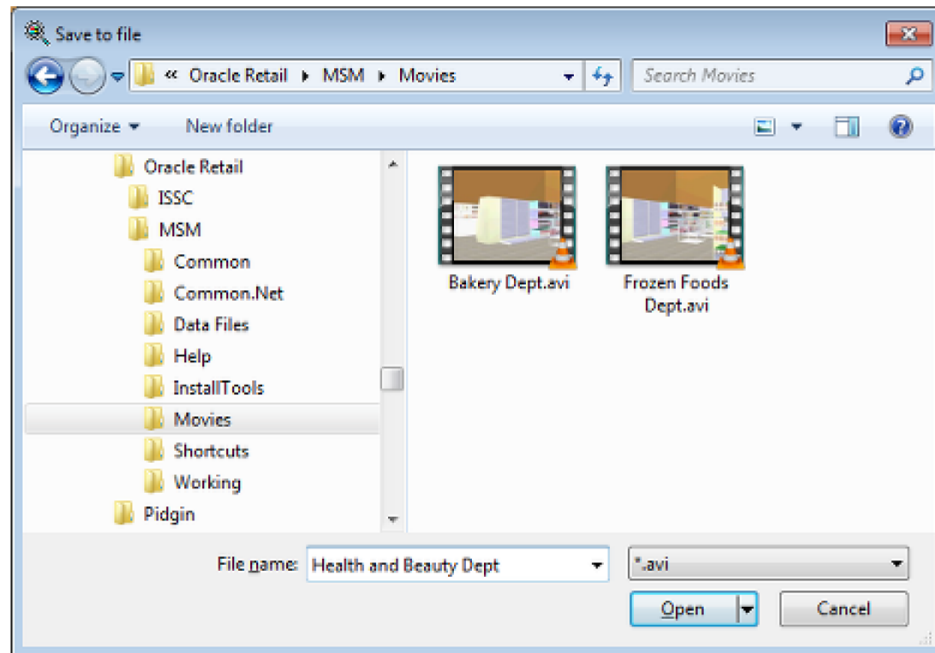 Save to file
« Oracle Retail ▸ MSM ▸ Movies
Search Movies
Organize
New folder
Oracle Retail
ISSC
MSM
Common
Common.Net
Data Files
Help
InstallTools
Movies
Shortcuts
Working
Pidgin
Bakery Dept.avi
Frozen Foods
Dept.avi
File name:
Health and Beauty Dept
*.avi
Open
Cancel